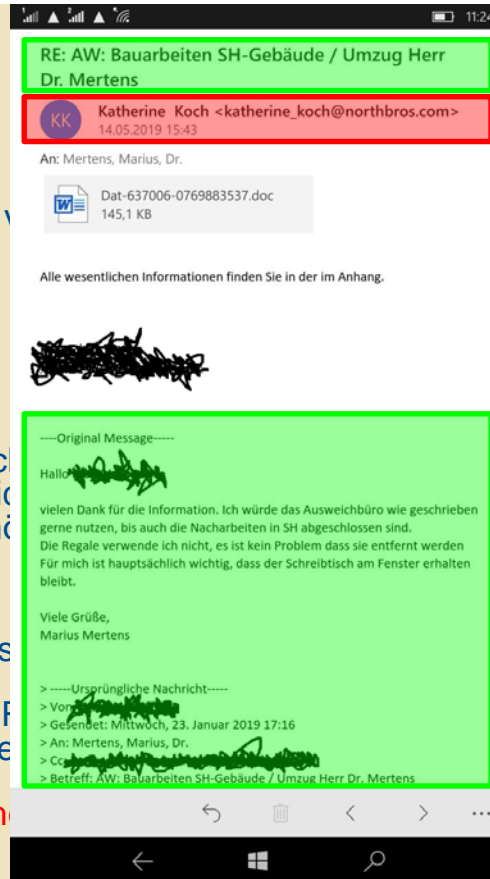 11:24
RE: AW: Bauarbeiten SH-Gebäude / Umzug Herr
Dr. Mertens
KK
Katherine Koch <katherine_koch@northbros.com>
14.05.2019 15:43
An: Mertens, Marius, Dr.
Dat-637006-0769883537.doc
145,1 KB
Alle wesentlichen Informationen finden Sie in der im Anhang.
----Original Message-----
Hallo
vielen Dank für die Information. Ich würde das Ausweichbüro wie geschrieben
gerne nutzen, bis auch die Nacharbeiten in SH abgeschlossen sind.
Die Regale verwende ich nicht, es ist kein Problem dass sie entfernt werden
Für mich ist hauptsächlich wichtig, dass der Schreibtisch am Fenster erhalten
bleibt.
Viele Grüße,
Marius Mertens
> -----Ursprüngliche Nachricht-----
> Von
> Gesendet: Mittwoch, 23. Januar 2019 17:16
> An: Mertens, Marius, Dr.
> Cc
> Betreff: AW: Bauarbeiten SH-Gebäude / Umzug Herr Dr. Mertens